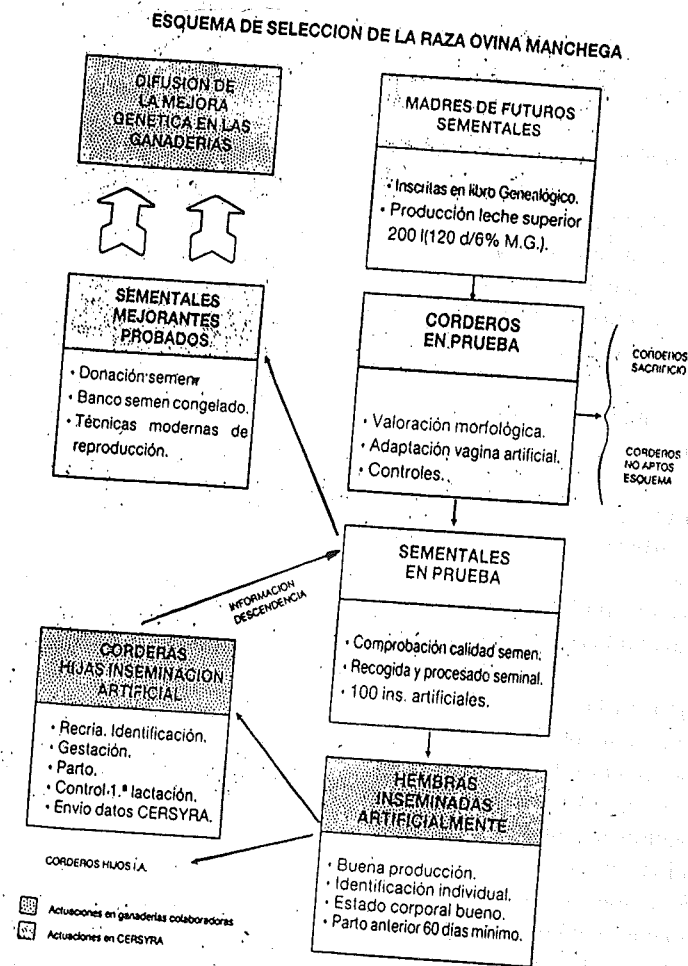 ESQUEMA DE SELECCION DE LA RAZA OVINA MANCHEGA
DIFUSION DE
LA MEJORA
GENETICA EN LAS
GANADERIAS
MADRES DE FUTUROS
SEMENTALES
• Inscritas en libro Genealógico.
• Producción leche superior
200 l(120 d/6% M.G.).
SEMENTALES
MEJORANTES
PROBADOS
• Donación semen
• Banco semen congelado.
• Técnicas modernas de
reproducción.
CORDEROS
EN PRUEBA
• Valoración morfológica.
• Adaptación vagina artificial.
• Controles.
CORDEROS
SACRIFICIO
CORDEROS
NO APTOS
ESQUEMA
SEMENTALES
EN PRUEBA
• Comprobación calidad semen.
• Recogida y procesado seminal.
• 100 ins. artificiales.
INFORMACION
DESCENDENCIA
CORDERAS
HIJAS INSEMINACION
ARTIFICIAL
• Recría. Identificación.
• Gestación.
• Parto.
• Control 1.ª lactación.
• Envío datos CERSYRA.
HEMBRAS
INSEMINADAS
ARTIFICIALMENTE
• Buena producción.
• Identificación individual.
• Estado corporal bueno.
• Parto anterior 60 días mínimo.
CORDEROS HIJOS I.A.
Actuaciones en ganaderías colaboradoras
Actuaciones en CERSYRA